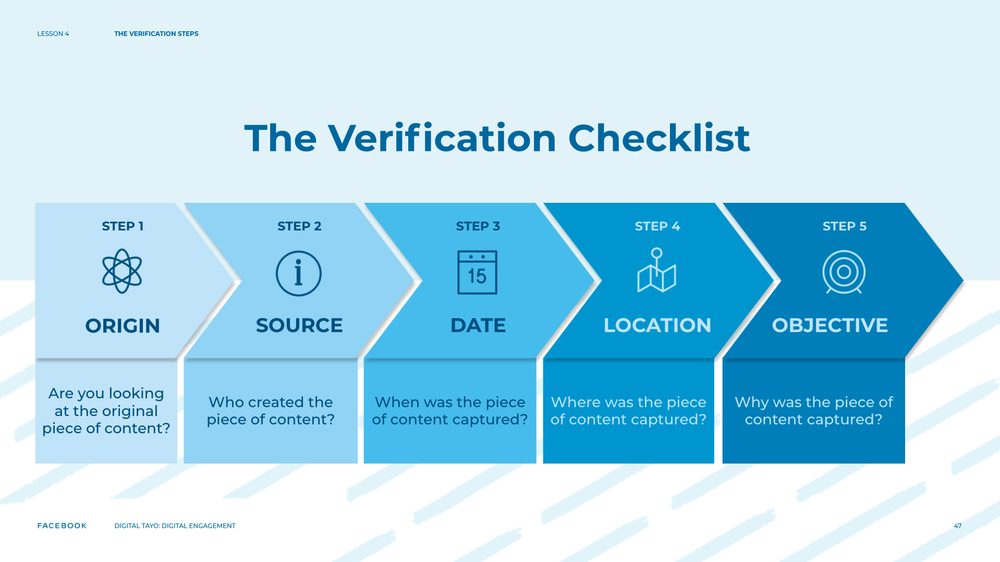 LESSON 4
THE VERIFICATION STEPS
The Verification Checklist
STEP 1
ORIGIN
Are you looking
at the original
piece of content?
STEP 2
SOURCE
Who created the
piece of content?
STEP 3
15
DATE
When was the piece
of content captured?
STEP 4
LOCATION
Where was the piece
of content captured?
STEP 5
OBJECTIVE
Why was the piece of
content captured?
FACEBOOK
DIGITAL TAYO: DIGITAL ENGAGEMENT
47